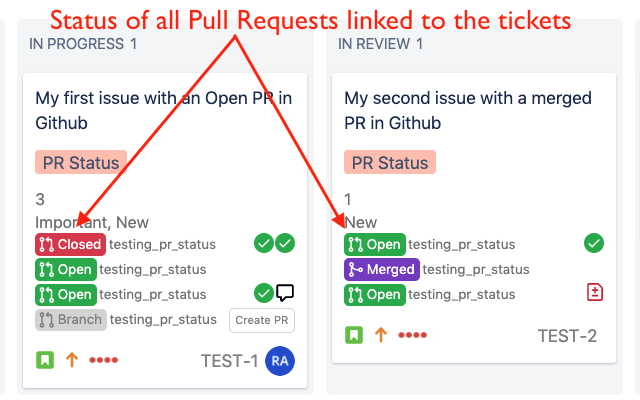 Status of all Pull Requests linked to the tickets
IN PROGRESS 1
My first issue with an Open PR in
Github
PR Status
3
Important, New
Closed testing_pr_status
Open testing_pr_status
Open testing_pr_status
Branch testing_pr_status Create PR
TEST-1 RA
IN REVIEW 1
My second issue with a merged
PR in Github
PR Status
1
New
Open testing_pr_status
Merged testing_pr_status
Open testing_pr_status
TEST-2